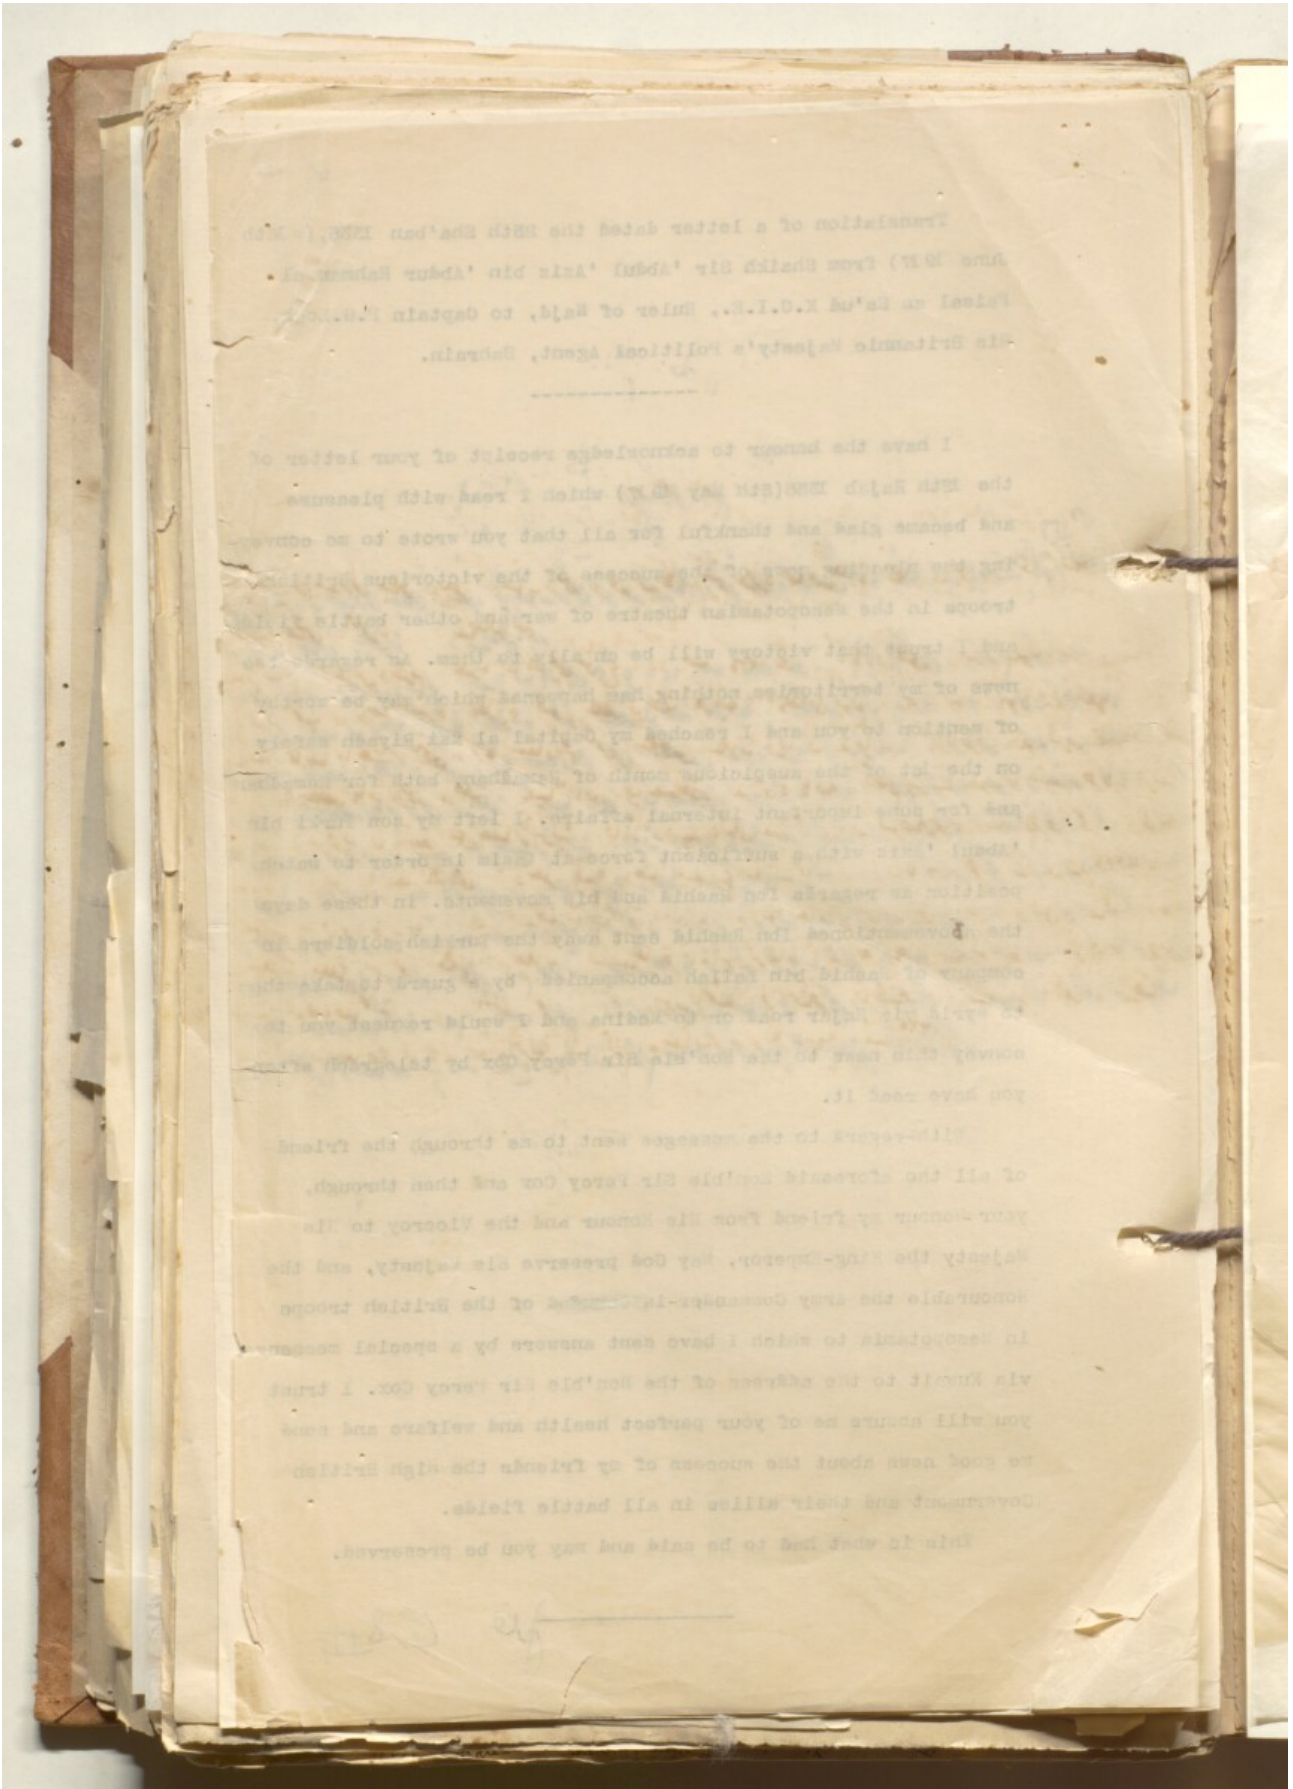 Translation of a letter dated the 25th Sha'ban
June 1917) from Shaikh Sir 'Abdul 'Aziz bin 'Abdur Rahman al
Faisal as Sa'ud K.C.I.E., Ruler of Najd, to Captain
His Britannic Majesty's Political Agent, Bahrain.
I have the honour to acknowledge receipt of your letter of
the Rajab which I read with pleasure
and became glad and thankful for all that you wrote to me convey-
ing the pleasing news of the success of the victorious British
troops in the Mesopotamian theatre of war and other battle
and I trust that victory will be an ally to them. As regards
news of my territories nothing has happened which may be worthy
of mention to you and I reached my Capital al Riyadh safely
on the 1st of the auspicious month of Ramadhan both for
and for some important internal affairs. I left my son Turki bin
'Abdul 'Aziz with a sufficient force at Qasim in order to watch
position as regards Ibn Rashid and his movements. In these days
the abovementioned Ibn Rashid sent away the Turkish soldiers in
company of Rashid bin accompanied by a guard to take
to Syria road or to Medina and I would request you to
convey this news to the Hon'ble Sir Percy Cox by telegraph after
you have read it.
With regard to the messages sent to me through the friend
of all the aforesaid Hon'ble Sir Percy Cox and then through,
your Honour my friend from His Honour and the Viceroy to His
Majesty the King-Emperor, May God preserve His Majesty, and the
Honourable the Army Commander of the British troops
in Mesopotamia to which I have sent answers by a special
via Kuwait to the address of the Hon'ble Sir Percy Cox. I trust
you will assure me of your perfect health and welfare and send
me good news about the success of my friends the High British
Government and their allies in all battle fields.
This is what had to be said and may you be preserved.